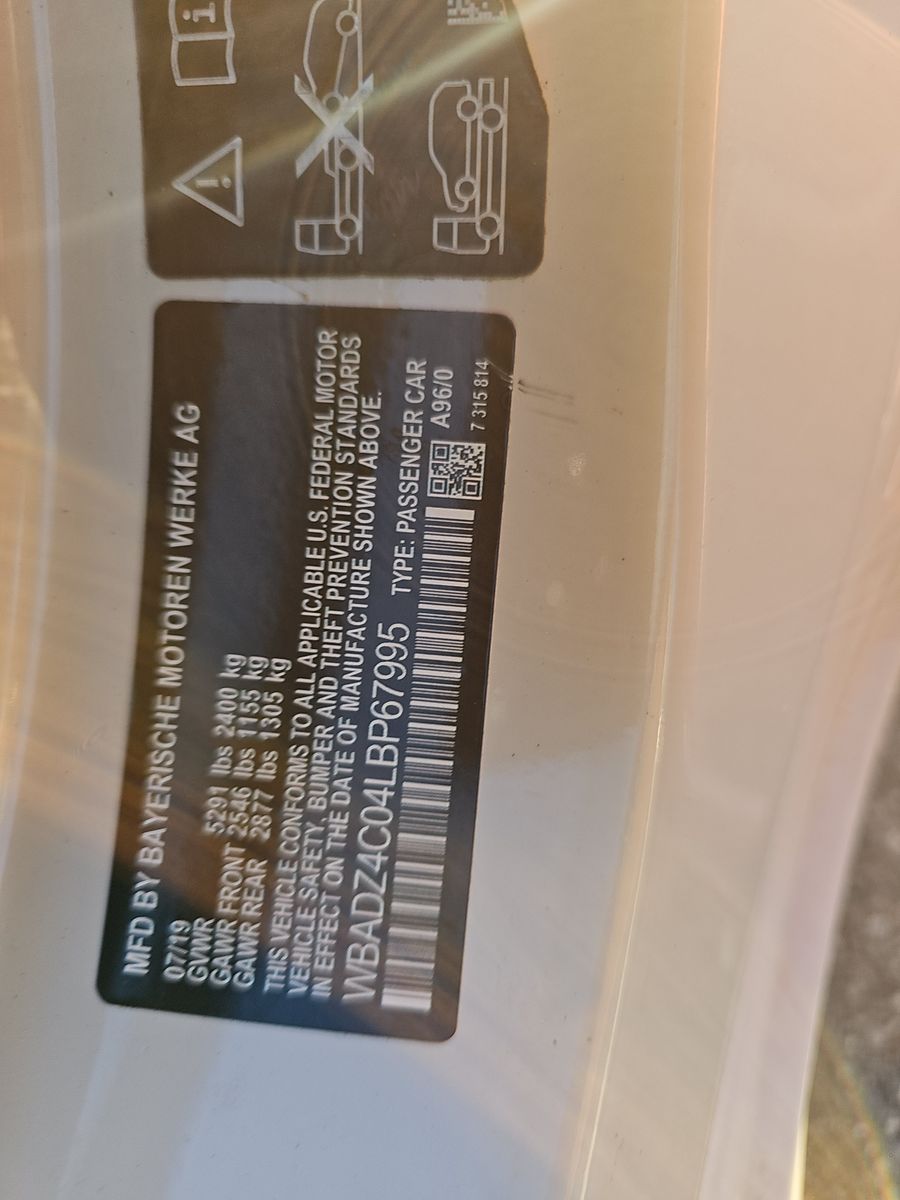 MFD BY BAYERISCHE MOTOREN WERKE AG
07/19
GVWR 5291 lbs 2400 kg
GAWR FRONT 2546 lbs 1155 kg
GAWR REAR 2877 lbs 1305 kg
THIS VEHICLE CONFORMS TO ALL APPLICABLE U.S. FEDERAL MOTOR
VEHICLE SAFETY, BUMPER AND THEFT PREVENTION STANDARDS
IN EFFECT ON THE DATE OF MANUFACTURE SHOWN ABOVE.
WBADZ4C04LBP67995 TYPE: PASSENGER CAR
A96/0
7 315 814